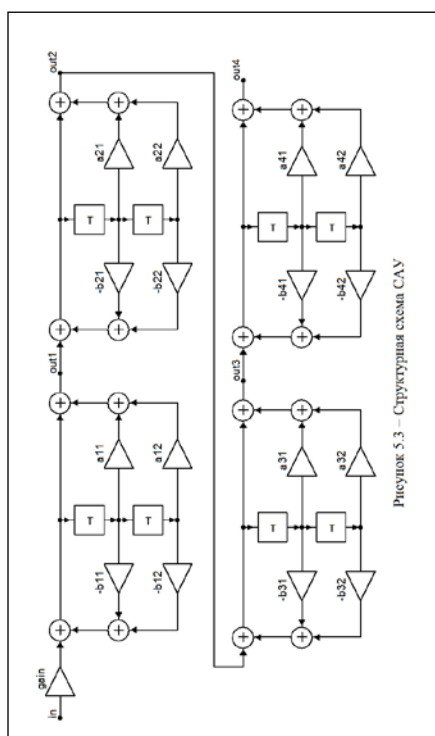 in
gain
out1
out2
-b11
T
a11
-b21
T
a21
-b12
T
a12
-b22
T
a22
out3
out4
-b31
T
a31
-b41
T
a41
-b32
T
a32
-b42
T
a42
Рисунок 5.3 – Структурная схема САУ